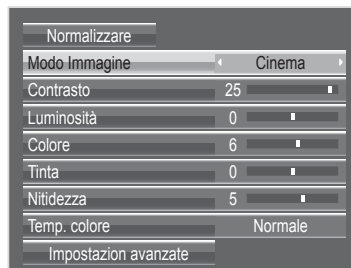 Normalizzare
Modo Immagine Cinema
Contrasto 25
Luminosità 0
Colore 6
Tinta 0
Nitidezza 5
Temp. colore Normale
Impostazion avanzate